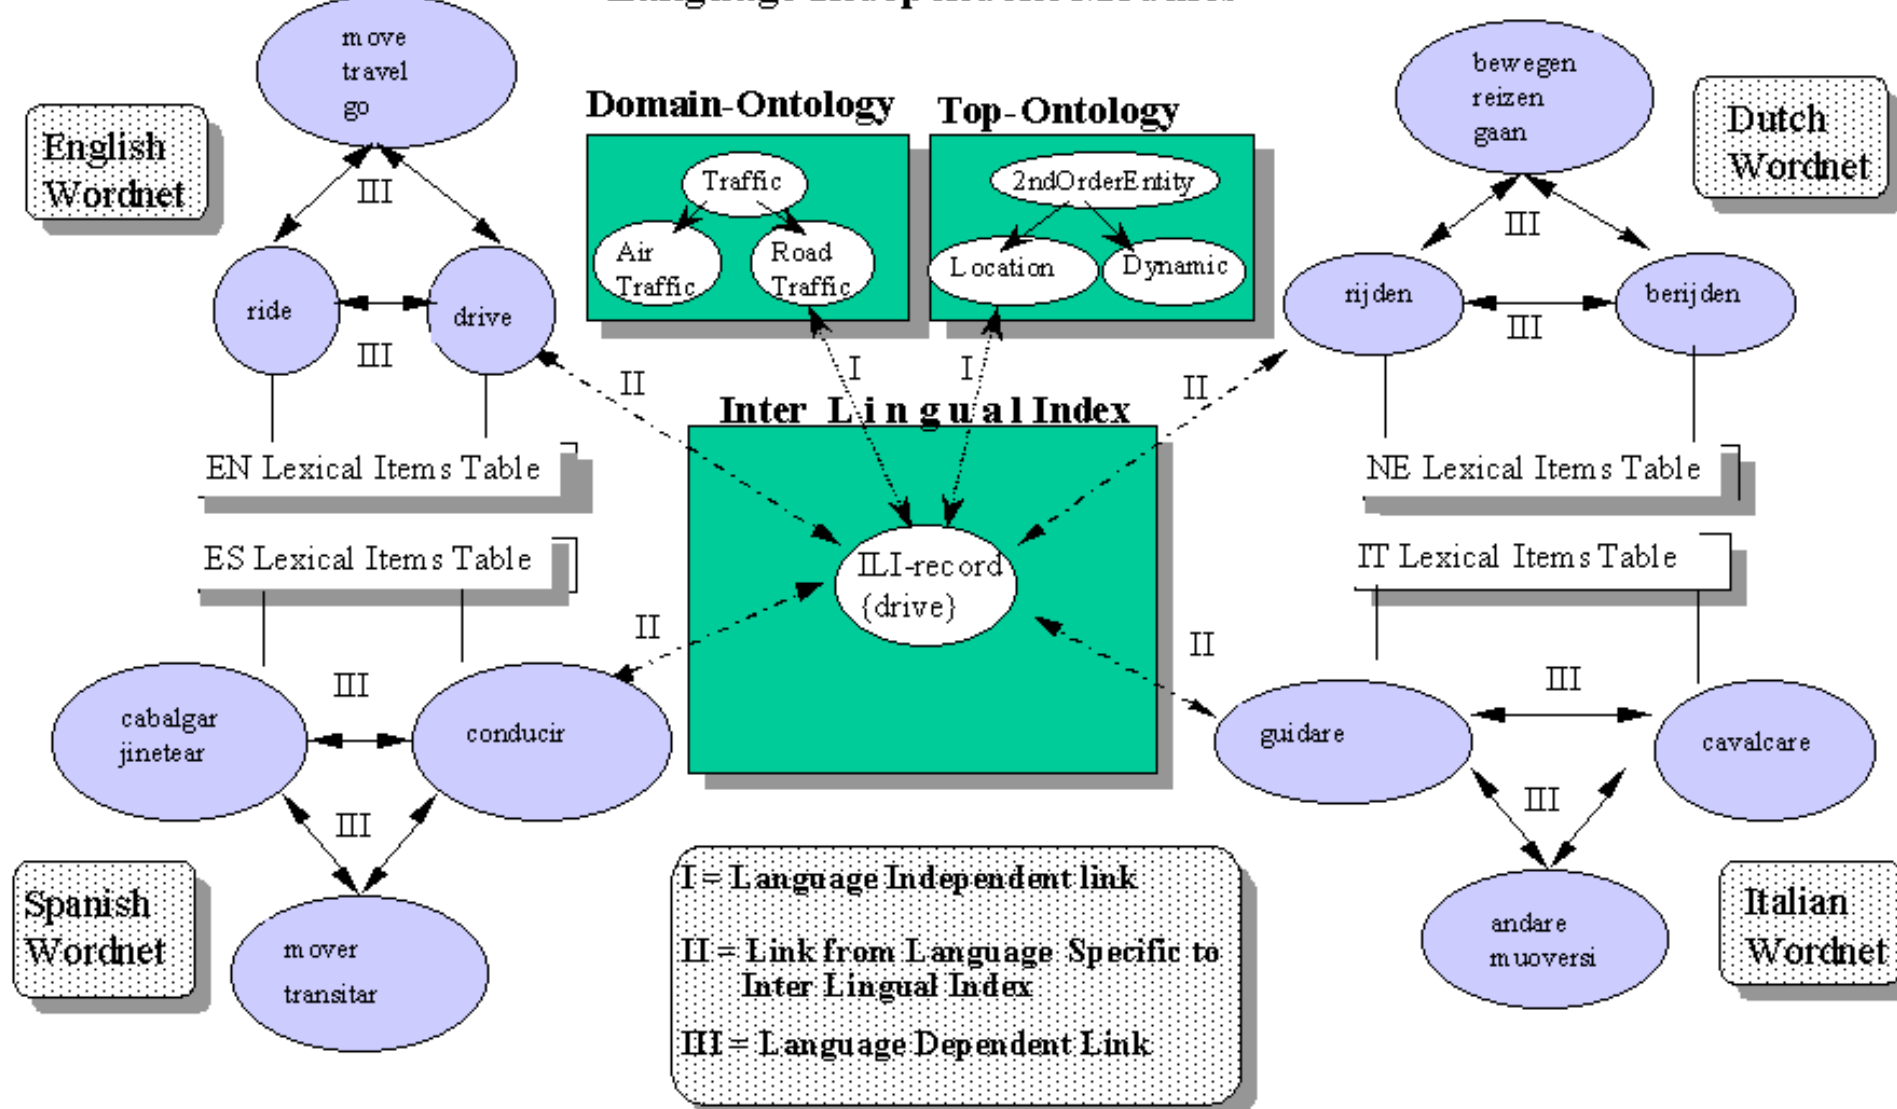 move
travel
go
English
Wordnet
III
ride
drive
III
EN Lexical Items Table
Domain-Ontology
Traffic
Air
Traffic
Road
Traffic
Top-Ontology
2ndOrderEntity
Location
Dynamic
bewegen
reizen
gaan
Dutch
Wordnet
III
rijden
berijden
III
NE Lexical Items Table
I
I
II
II
Inter Lingual Index
ILI-record
{drive}
II
II
ES Lexical Items Table
cabalgar
jinetear
III
conducir
III
Spanish
Wordnet
mover
transitar
IT Lexical Items Table
guidare
III
cavalcare
III
andare
muoversi
Italian
Wordnet
I = Language Independent link
II = Link from Language Specific to
Inter Lingual Index
III = Language Dependent Link